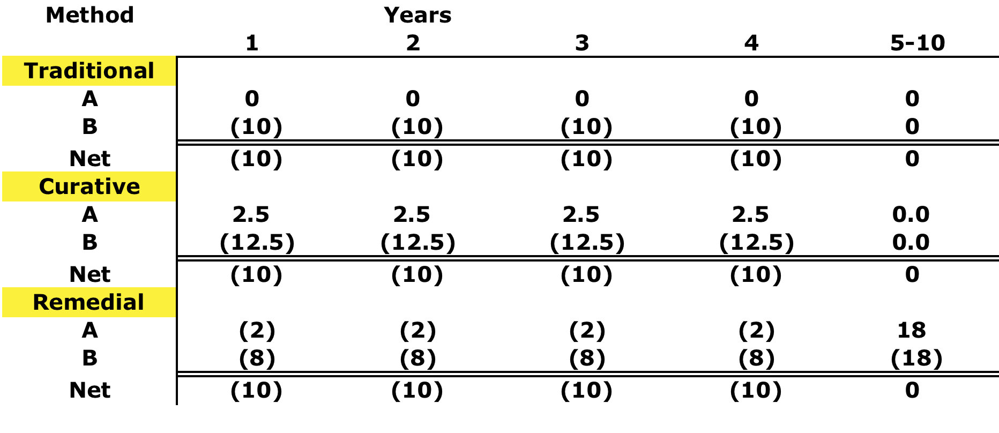 Method Years
1 2 3 4 5-10
Traditional
A 0 0 0 0 0
B (10) (10) (10) (10) 0
Net (10) (10) (10) (10) 0
Curative
A 2.5 2.5 2.5 2.5 0.0
B (12.5) (12.5) (12.5) (12.5) 0.0
Net (10) (10) (10) (10) 0
Remedial
A (2) (2) (2) (2) 18
B (8) (8) (8) (8) (18)
Net (10) (10) (10) (10) 0